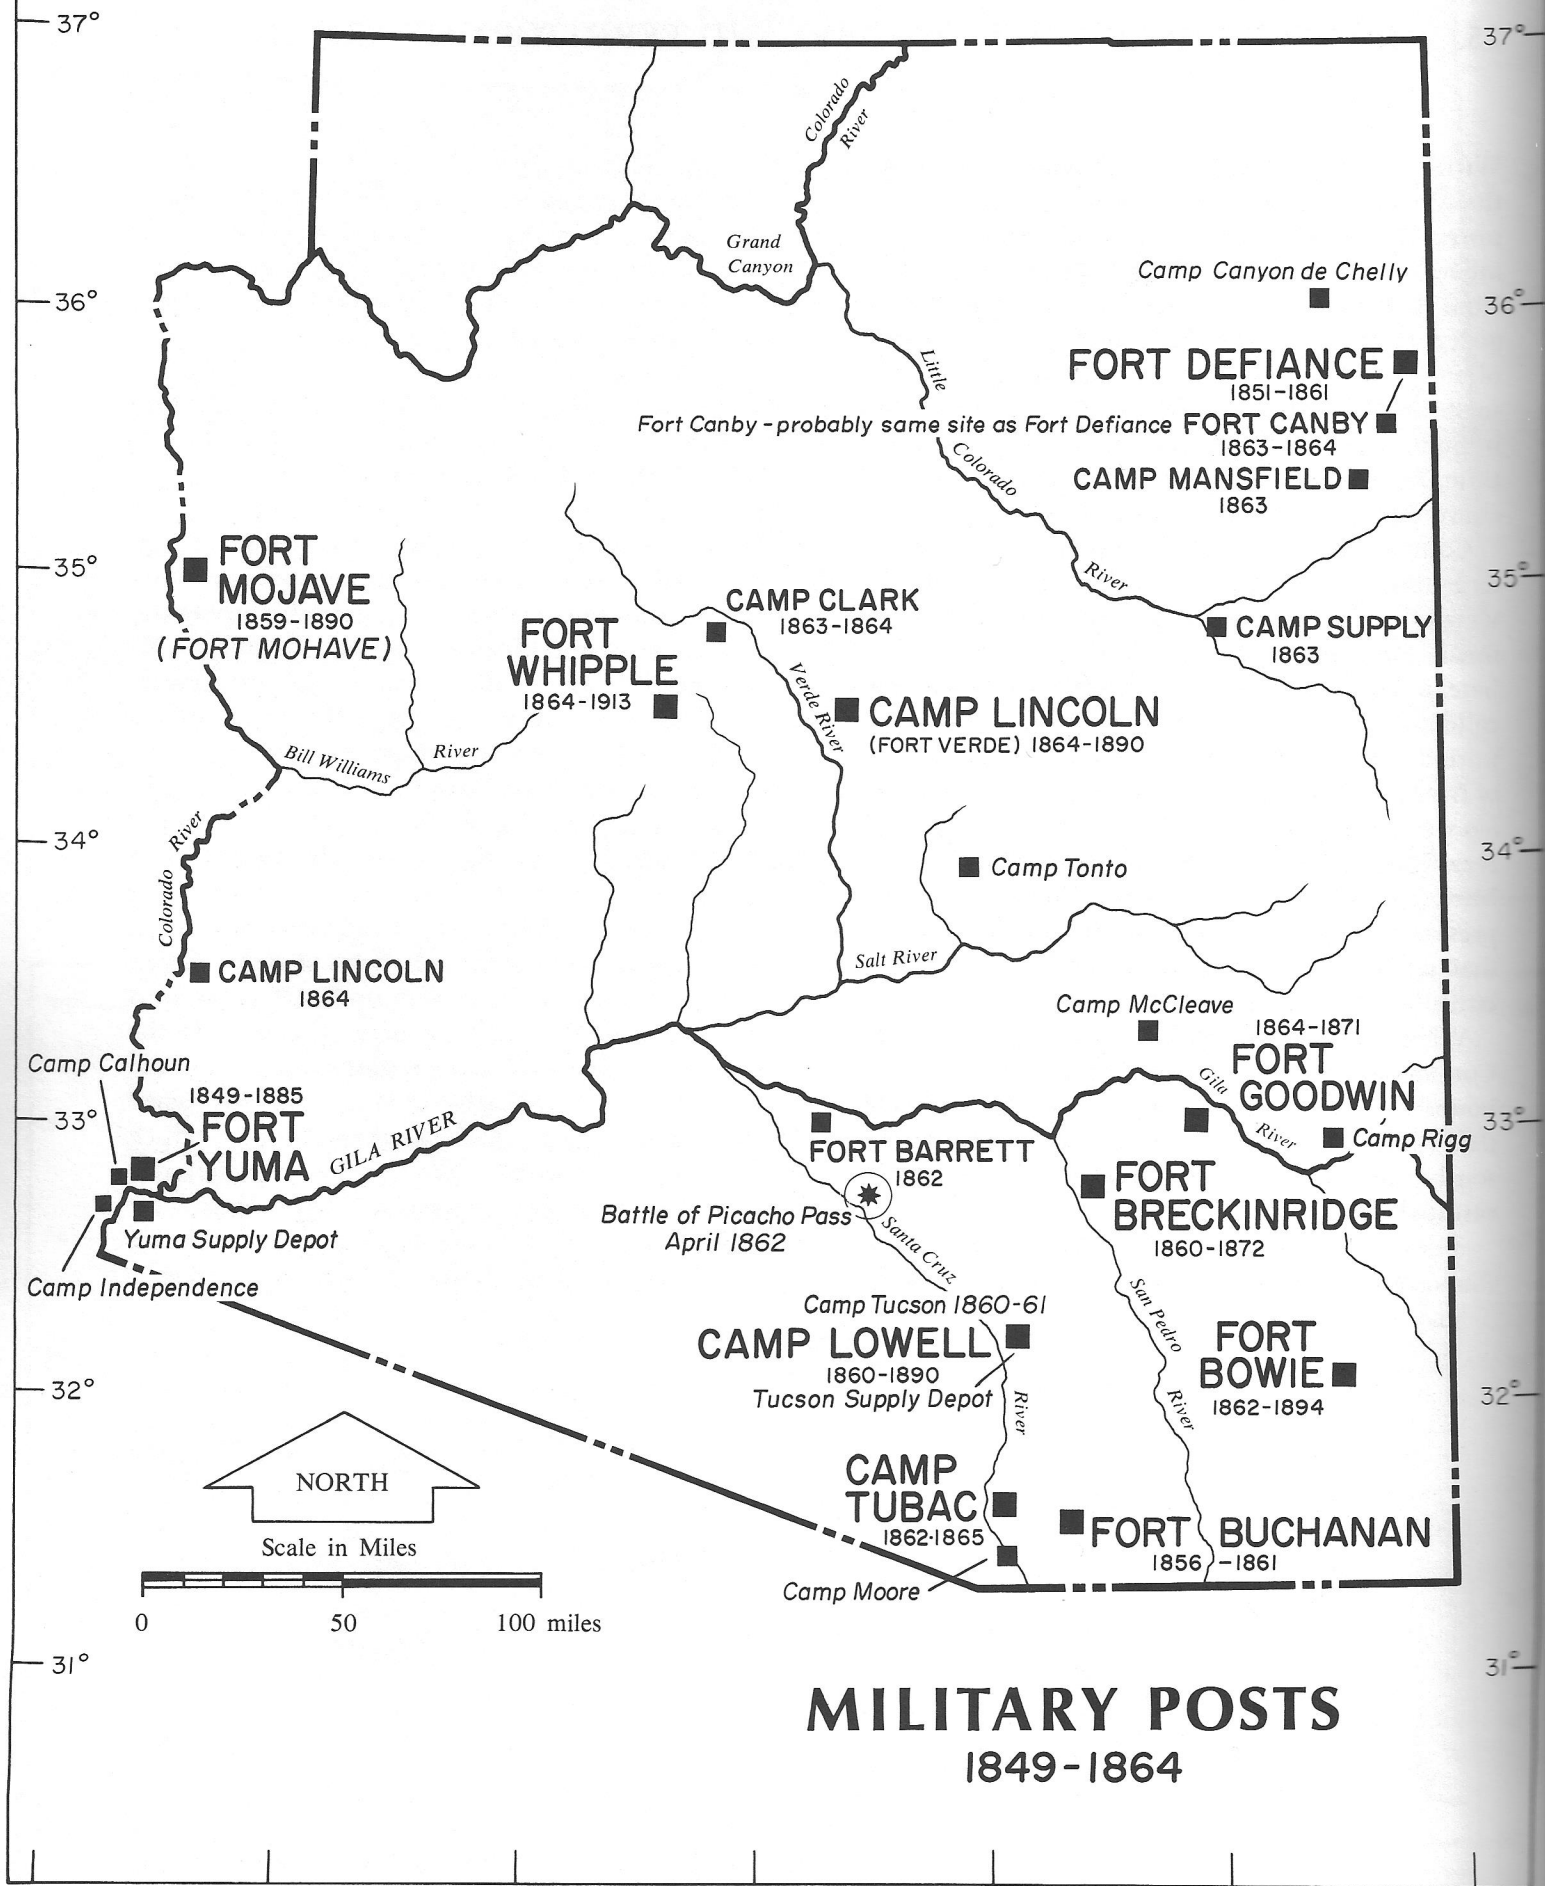 37°
37°
Colorado
River
Grand
Canyon
Camp Canyon de Chelly
36°
36°
Little
Colorado
River
FORT DEFIANCE
1851-1861
Fort Canby - probably same site as Fort Defiance
FORT CANBY
1863-1864
CAMP MANSFIELD
1863
35°
35°
FORT
MOJAVE
1859-1890
(FORT MOHAVE)
CAMP CLARK
1863-1864
FORT
WHIPPLE
1864-1913
CAMP SUPPLY
1863
Verde River
CAMP LINCOLN
(FORT VERDE) 1864-1890
Bill Williams
River
34°
34°
Colorado
River
Camp Tonto
Salt River
CAMP LINCOLN
1864
Camp McCleave
1864-1871
FORT
GOODWIN
Gila
River
Camp Rigg
Camp Calhoun
33°
33°
1849-1885
FORT
YUMA
GILA RIVER
Yuma Supply Depot
Camp Independence
FORT BARRETT
1862
Battle of Picacho Pass
April 1862
FORT
BRECKINRIDGE
1860-1872
Santa Cruz
River
San Pedro
River
Camp Tucson 1860-61
CAMP LOWELL
1860-1890
Tucson Supply Depot
FORT
BOWIE
1862-1894
32°
32°
CAMP
TUBAC
1862-1865
FORT BUCHANAN
1856-1861
Camp Moore
NORTH
Scale in Miles
0 50 100 miles
31°
31°
MILITARY POSTS
1849-1864